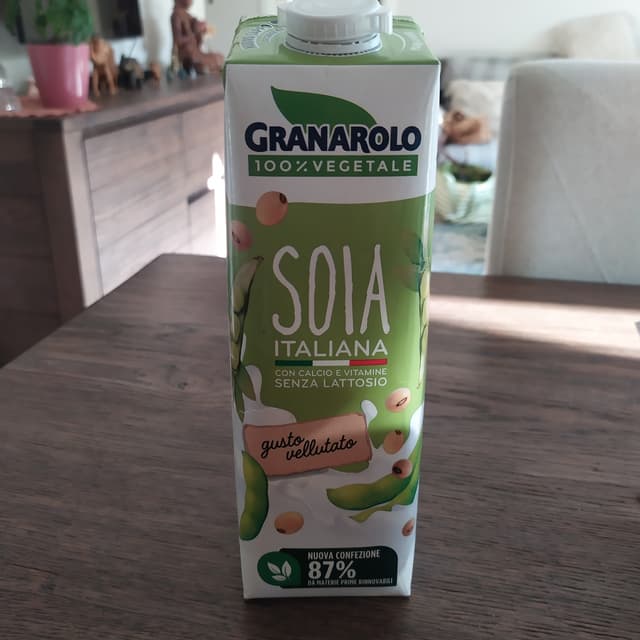 GRANAROLO
100% VEGETALE
SOIA
ITALIANA
CON CALCIO E VITAMINE
SENZA LATTOSIO
gusto
vellutato
NUOVA CONFEZIONE
87%
DA MATERIE PRIME RINNOVABILI